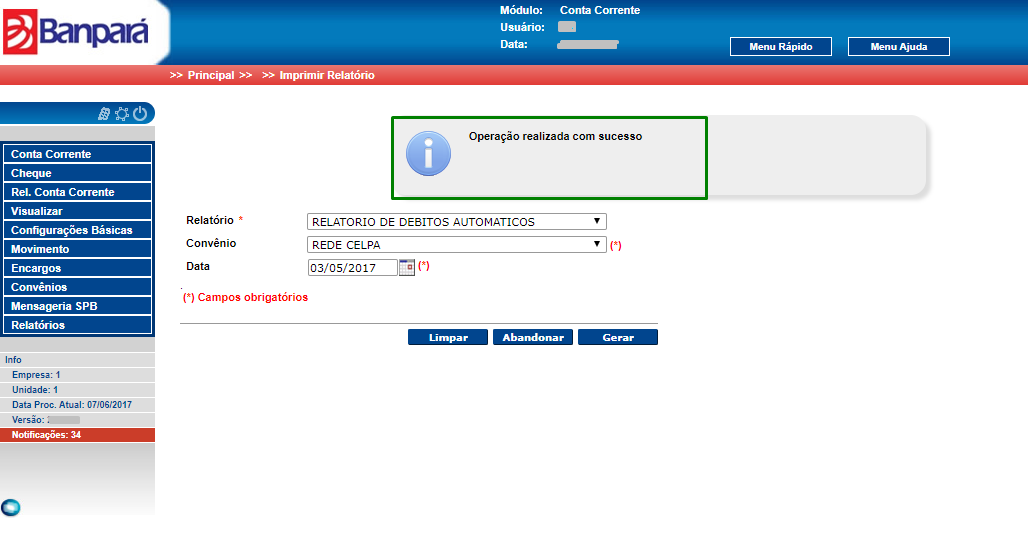 Banpará
Módulo: Conta Corrente
Usuário:
Data:
Menu Rápido
Menu Ajuda
>> Principal >> >> Imprimir Relatório
Operação realizada com sucesso
Conta Corrente
Cheque
Rel. Conta Corrente
Visualizar
Configurações Básicas
Movimento
Encargos
Convênios
Mensageria SPB
Relatórios
Info
Empresa: 1
Unidade: 1
Data Proc. Atual: 07/06/2017
Versão:
Notificações: 34
Relatório * RELATORIO DE DEBITOS AUTOMATICOS
Convênio REDE CELPA (*)
Data 03/05/2017 (*)
(*) Campos obrigatórios
Limpar Abandonar Gerar